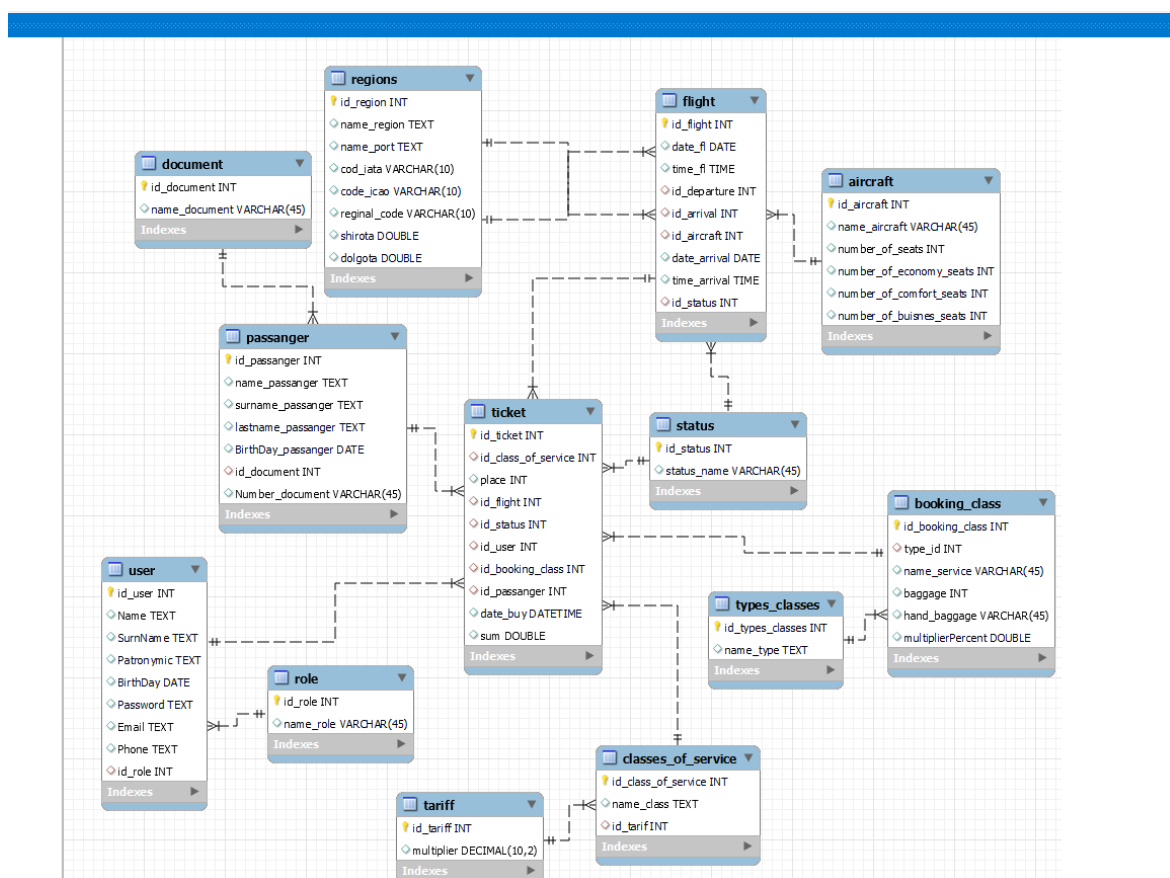 regions
id_region INT
name_region TEXT
name_port TEXT
cod_iata VARCHAR(10)
code_icao VARCHAR(10)
reginal_code VARCHAR(10)
shirota DOUBLE
dolgota DOUBLE
Indexes
flight
id_flight INT
date_fl DATE
time_fl TIME
id_departure INT
id_arrival INT
id_aircraft INT
date_arrival DATE
time_arrival TIME
id_status INT
Indexes
document
id_document INT
name_document VARCHAR(45)
Indexes
aircraft
id_aircraft INT
name_aircraft VARCHAR(45)
number_of_seats INT
number_of_economy_seats INT
number_of_comfort_seats INT
number_of_buisnes_seats INT
Indexes
passanger
id_passanger INT
name_passanger TEXT
surname_passanger TEXT
lastname_passanger TEXT
BirthDay_passanger DATE
id_document INT
Number_document VARCHAR(45)
Indexes
ticket
id_ticket INT
id_class_of_service INT
place INT
id_flight INT
id_status INT
id_user INT
id_booking_class INT
id_passanger INT
date_buy DATETIME
sum DOUBLE
Indexes
status
id_status INT
status_name VARCHAR(45)
Indexes
booking_class
id_booking_class INT
type_id INT
name_service VARCHAR(45)
baggage INT
hand_baggage VARCHAR(45)
multiplierPercent DOUBLE
Indexes
user
id_user INT
Name TEXT
SurnName TEXT
Patronymic TEXT
BirthDay DATE
Password TEXT
Email TEXT
Phone TEXT
id_role INT
Indexes
types_classes
id_types_classes INT
name_type TEXT
Indexes
role
id_role INT
name_role VARCHAR(45)
Indexes
classes_of_service
id_class_of_service INT
name_class TEXT
id_tarif INT
Indexes
tariff
id_tariff INT
multiplier DECIMAL(10,2)
Indexes